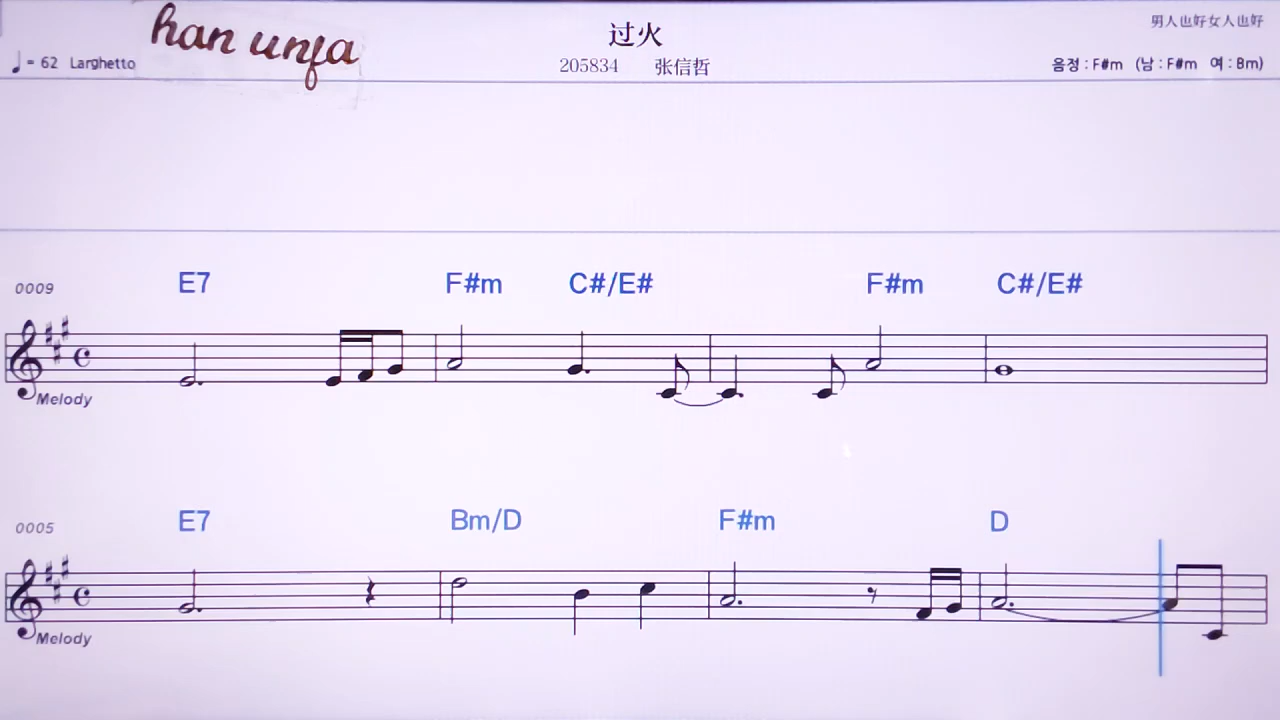 han unfa
过火
男人也好女人也好
♩= 62 Larghetto
205834 张信哲
음정 : F#m (남 : F#m 여 : Bm)
0009
E7 F#m C#/E# F#m C#/E#
Melody
0005
E7 Bm/D F#m D
Melody